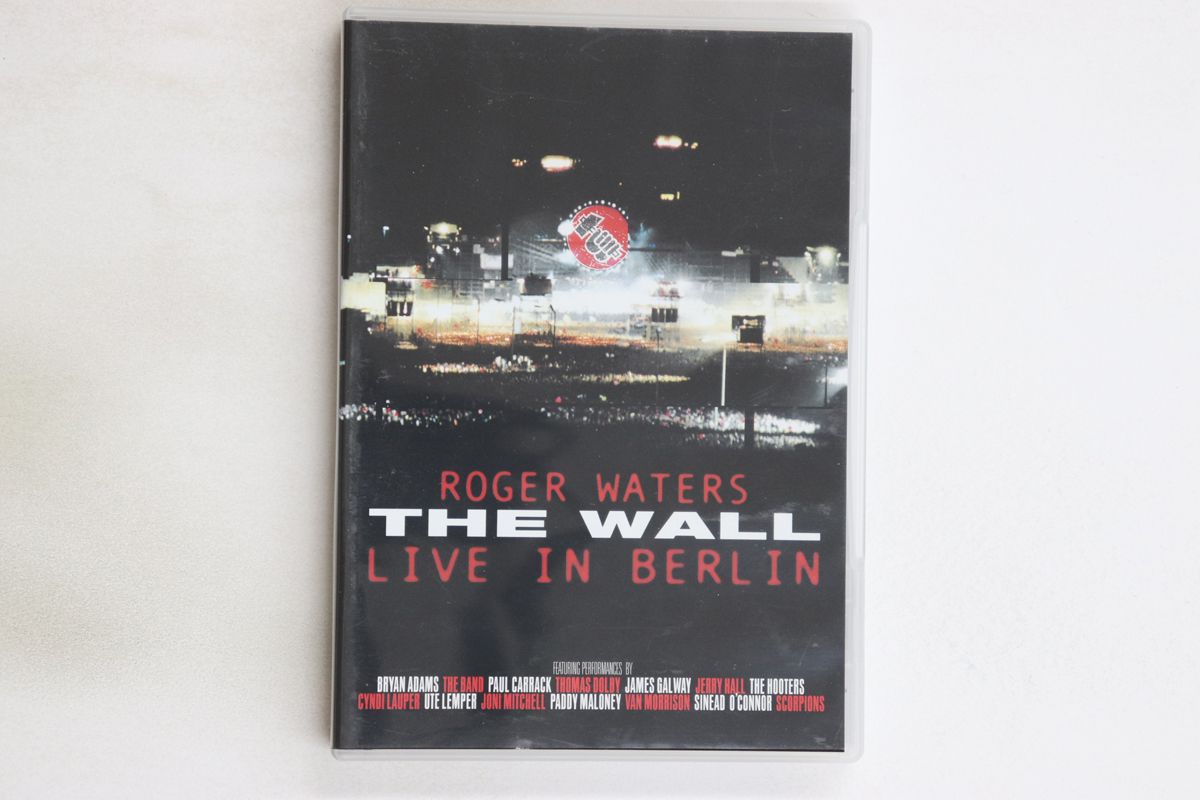 ROGER WATERS
THE WALL
LIVE IN BERLIN
FEATURING PERFORMANCES BY
BRYAN ADAMS THE BAND PAUL CARRACK THOMAS DOLBY JAMES GALWAY JERRY HALL THE HOOTERS
CYNDI LAUPER UTE LEMPER JONI MITCHELL PADDY MALONEY VAN MORRISON SINEAD O'CONNOR SCORPIONS